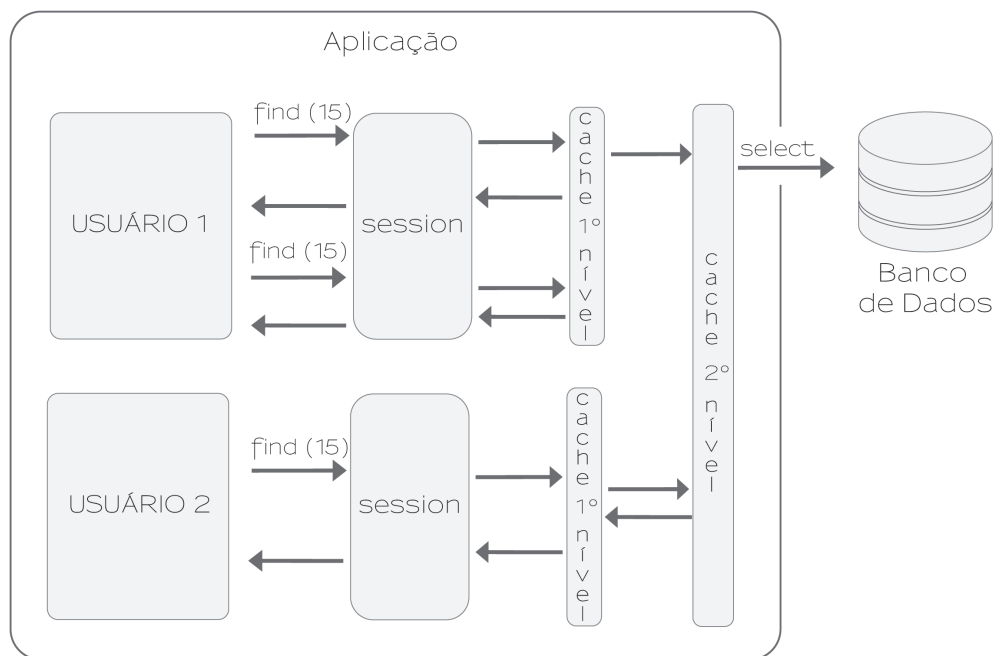 Aplicação
find (15)
USUÁRIO 1
session
find (15)
cache 1º nível
cache 2º nível
select
Banco
de Dados
find (15)
USUÁRIO 2
session
cache 1º nível